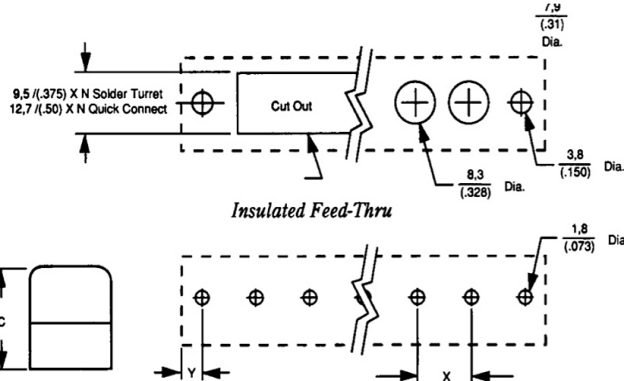 7,9
(.31)
Dia.
9,5 /(.375) X N Solder Turret
12,7 /(.50) X N Quick Connect
Cut Out
3,8
(.150) Dia.
8,3
(.328) Dia.
Insulated Feed-Thru
1,8
(.073) Dia
C
Y
X